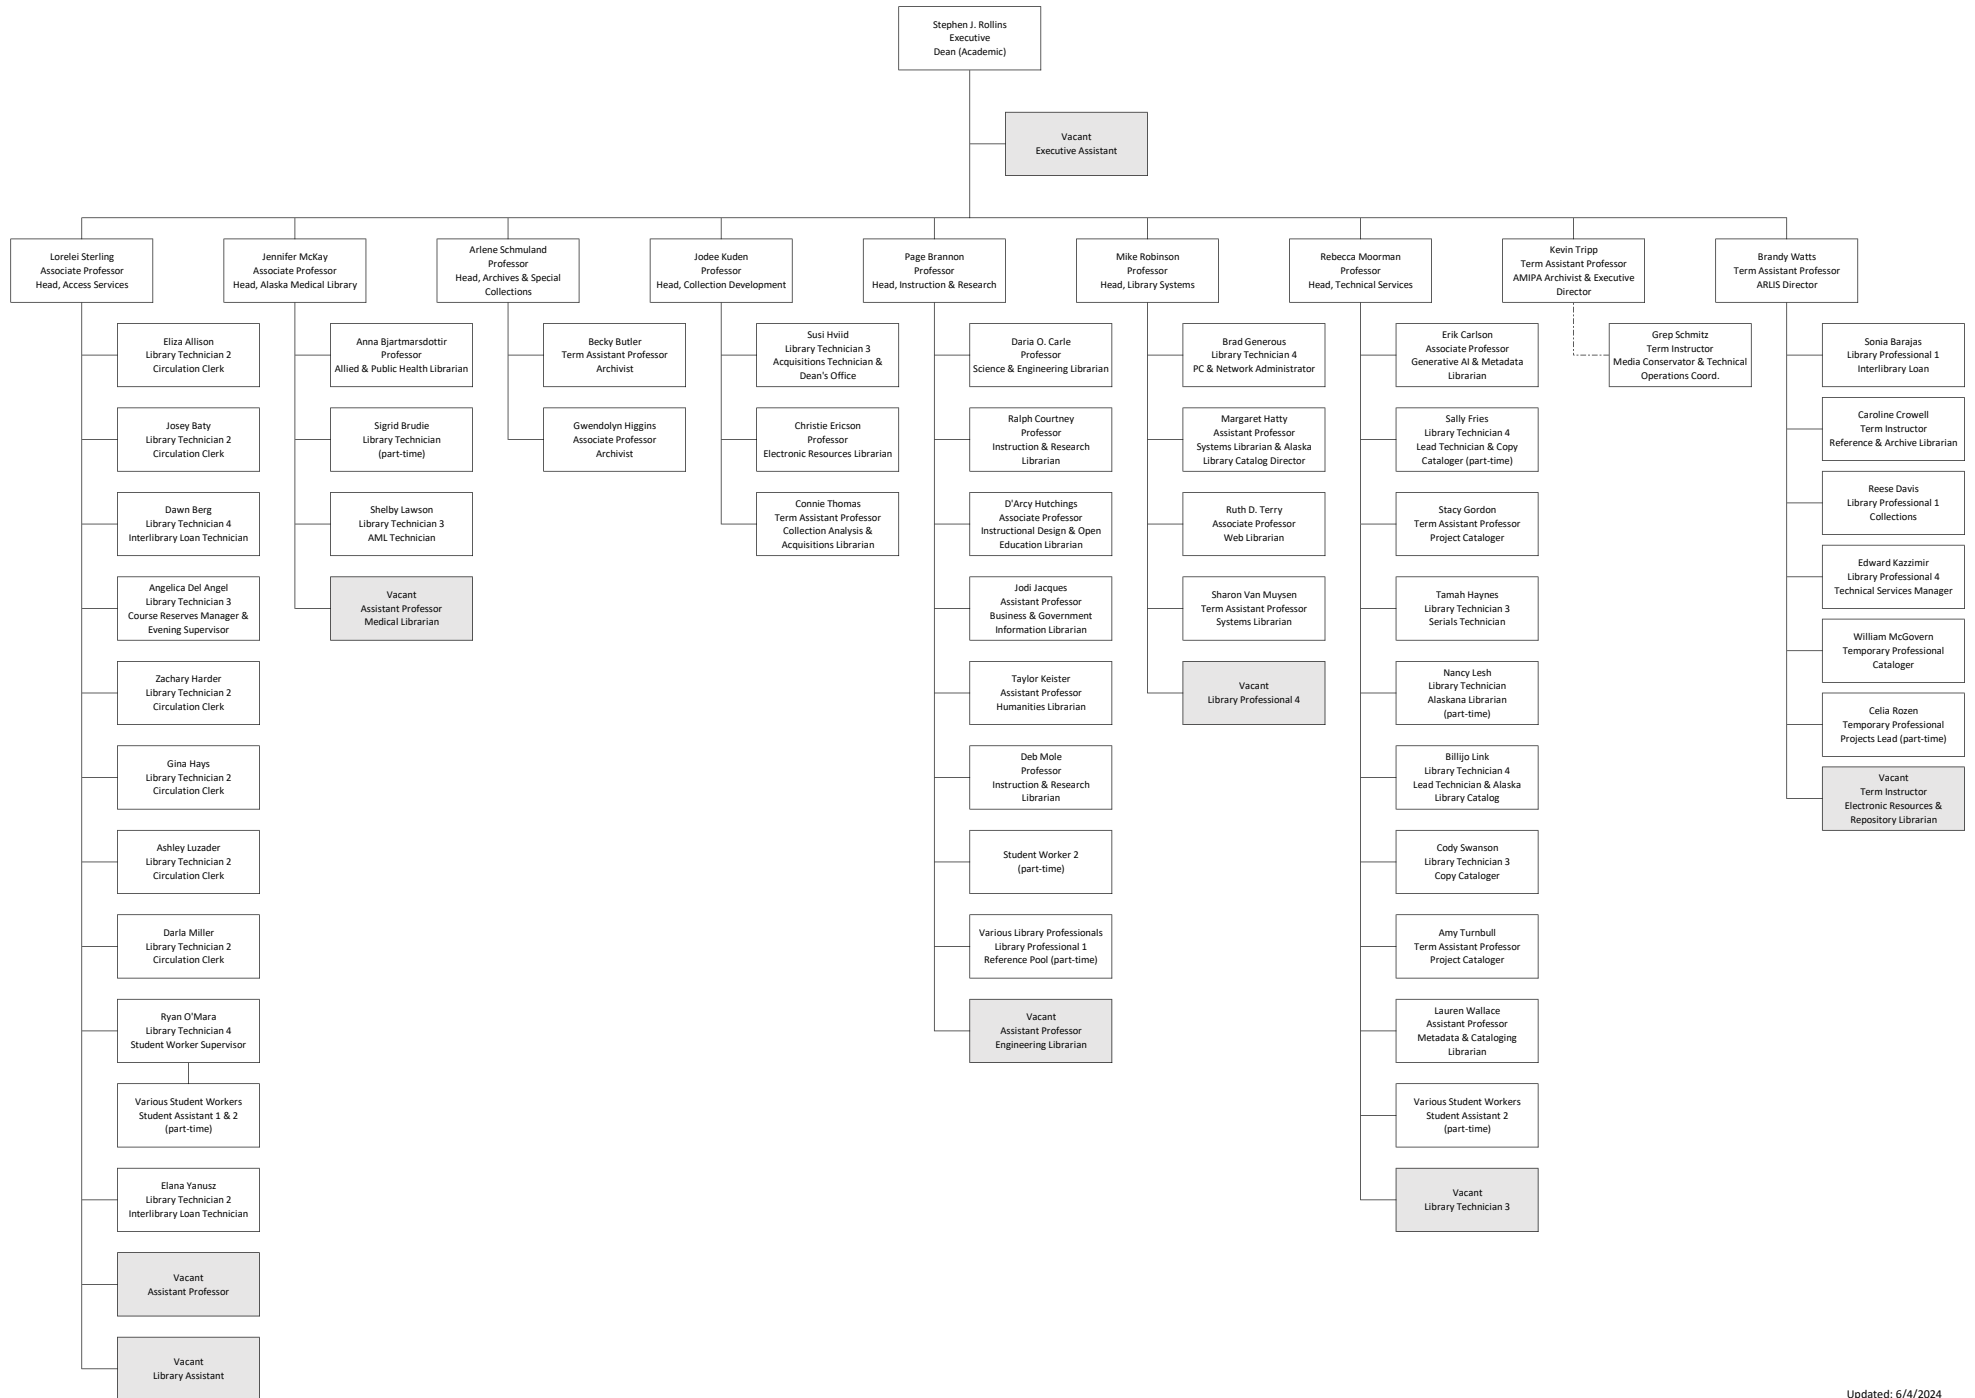 Stephen J. Rollins
Executive
Dean (Academic)
Vacant
Executive Assistant
Lorelei Sterling
Associate Professor
Head, Access Services
Eliza Allison
Library Technician 2
Circulation Clerk
Josey Baty
Library Technician 2
Circulation Clerk
Dawn Berg
Library Technician 4
Interlibrary Loan Technician
Angelica Del Angel
Library Technician 3
Course Reserves Manager &
Evening Supervisor
Zachary Harder
Library Technician 2
Circulation Clerk
Gina Hays
Library Technician 2
Circulation Clerk
Ashley Luzader
Library Technician 2
Circulation Clerk
Darla Miller
Library Technician 2
Circulation Clerk
Ryan O'Mara
Library Technician 4
Student Worker Supervisor
Various Student Workers
Student Assistant 1 & 2
(part-time)
Elana Yanusz
Library Technician 2
Interlibrary Loan Technician
Vacant
Assistant Professor
Vacant
Library Assistant
Jennifer McKay
Associate Professor
Head, Alaska Medical Library
Anna Bjartmarsdottir
Professor
Allied & Public Health Librarian
Sigrid Brudie
Library Technician
(part-time)
Shelby Lawson
Library Technician 3
AML Technician
Vacant
Assistant Professor
Medical Librarian
Arlene Schmuland
Professor
Head, Archives & Special
Collections
Becky Butler
Term Assistant Professor
Archivist
Gwendolyn Higgins
Associate Professor
Archivist
Jodee Kuden
Professor
Head, Collection Development
Susi Hviid
Library Technician 3
Acquisitions Technician &
Dean's Office
Christie Ericson
Professor
Electronic Resources Librarian
Connie Thomas
Term Assistant Professor
Collection Analysis &
Acquisitions Librarian
Page Brannon
Professor
Head, Instruction & Research
Daria O. Carle
Professor
Science & Engineering Librarian
Ralph Courtney
Professor
Instruction & Research
Librarian
D'Arcy Hutchings
Associate Professor
Instructional Design & Open
Education Librarian
Jodi Jacques
Assistant Professor
Business & Government
Information Librarian
Taylor Keister
Assistant Professor
Humanities Librarian
Deb Mole
Professor
Instruction & Research
Librarian
Student Worker 2
(part-time)
Various Library Professionals
Library Professional 1
Reference Pool (part-time)
Vacant
Assistant Professor
Engineering Librarian
Mike Robinson
Professor
Head, Library Systems
Brad Generous
Library Technician 4
PC & Network Administrator
Margaret Hatty
Assistant Professor
Systems Librarian & Alaska
Library Catalog Director
Ruth D. Terry
Associate Professor
Web Librarian
Sharon Van Muysen
Term Assistant Professor
Systems Librarian
Vacant
Library Professional 4
Rebecca Moorman
Professor
Head, Technical Services
Erik Carlson
Associate Professor
Generative AI & Metadata
Librarian
Sally Fries
Library Technician 4
Lead Technician & Copy
Cataloger (part-time)
Stacy Gordon
Term Assistant Professor
Project Cataloger
Tamah Haynes
Library Technician 3
Serials Technician
Nancy Lesh
Library Technician
Alaskana Librarian
(part-time)
Billijo Link
Library Technician 4
Lead Technician & Alaska
Library Catalog
Cody Swanson
Library Technician 3
Copy Cataloger
Amy Turnbull
Term Assistant Professor
Project Cataloger
Lauren Wallace
Assistant Professor
Metadata & Cataloging
Librarian
Various Student Workers
Student Assistant 2
(part-time)
Vacant
Library Technician 3
Kevin Tripp
Term Assistant Professor
AMIPA Archivist & Executive
Director
Grep Schmitz
Term Instructor
Media Conservator & Technical
Operations Coord.
Brandy Watts
Term Assistant Professor
ARLIS Director
Sonia Barajas
Library Professional 1
Interlibrary Loan
Caroline Crowell
Term Instructor
Reference & Archive Librarian
Reese Davis
Library Professional 1
Collections
Edward Kazzimir
Library Professional 4
Technical Services Manager
William McGovern
Temporary Professional
Cataloger
Celia Rozen
Temporary Professional
Projects Lead (part-time)
Vacant
Term Instructor
Electronic Resources &
Repository Librarian
Updated: 6/4/2024